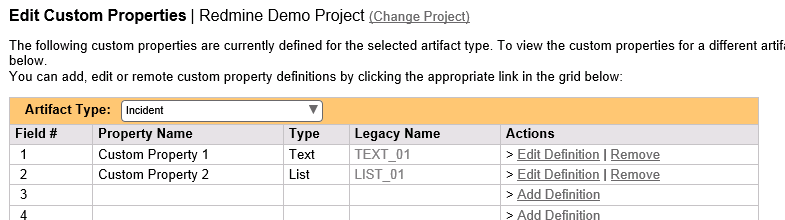 Edit Custom Properties | Redmine Demo Project (Change Project)
The following custom properties are currently defined for the selected artifact type. To view the custom properties for a different
below.
You can add, edit or remote custom property definitions by clicking the appropriate link in the grid below:
Artifact Type: Incident
Field # Property Name Type Legacy Name Actions
1 Custom Property 1 Text TEXT_01 > Edit Definition | Remove
2 Custom Property 2 List LIST_01 > Edit Definition | Remove
3 > Add Definition
4 > Add Definition